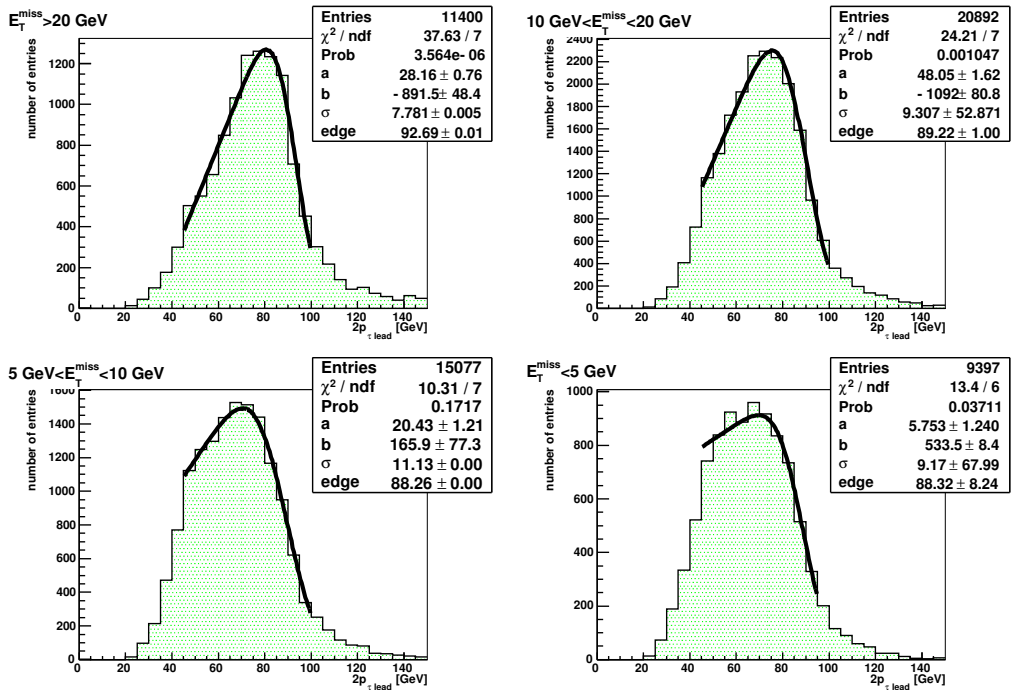 E_T^miss>20 GeV
Entries 11400
χ² / ndf 37.63 / 7
Prob 3.564e- 06
a 28.16 ± 0.76
b - 891.5 ± 48.4
σ 7.781 ± 0.005
edge 92.69 ± 0.01
number of entries
1200
1000
800
600
400
200
0
0 20 40 60 80 100 120 140
2p_τ lead [GeV]
10 GeV<E_T^miss<20 GeV
Entries 20892
χ² / ndf 24.21 / 7
Prob 0.001047
a 48.05 ± 1.62
b - 1092 ± 80.8
σ 9.307 ± 52.871
edge 89.22 ± 1.00
number of entries
2400
2200
2000
1800
1600
1400
1200
1000
800
600
400
200
0
0 20 40 60 80 100 120 140
2p_τ lead [GeV]
5 GeV<E_T^miss<10 GeV
Entries 15077
χ² / ndf 10.31 / 7
Prob 0.1717
a 20.43 ± 1.21
b 165.9 ± 77.3
σ 11.13 ± 0.00
edge 88.26 ± 0.00
number of entries
1600
1400
1200
1000
800
600
400
200
0
0 20 40 60 80 100 120 140
2p_τ lead [GeV]
E_T^miss<5 GeV
Entries 9397
χ² / ndf 13.4 / 6
Prob 0.03711
a 5.753 ± 1.240
b 533.5 ± 8.4
σ 9.17 ± 67.99
edge 88.32 ± 8.24
number of entries
1000
800
600
400
200
0
0 20 40 60 80 100 120 140
2p_τ lead [GeV]